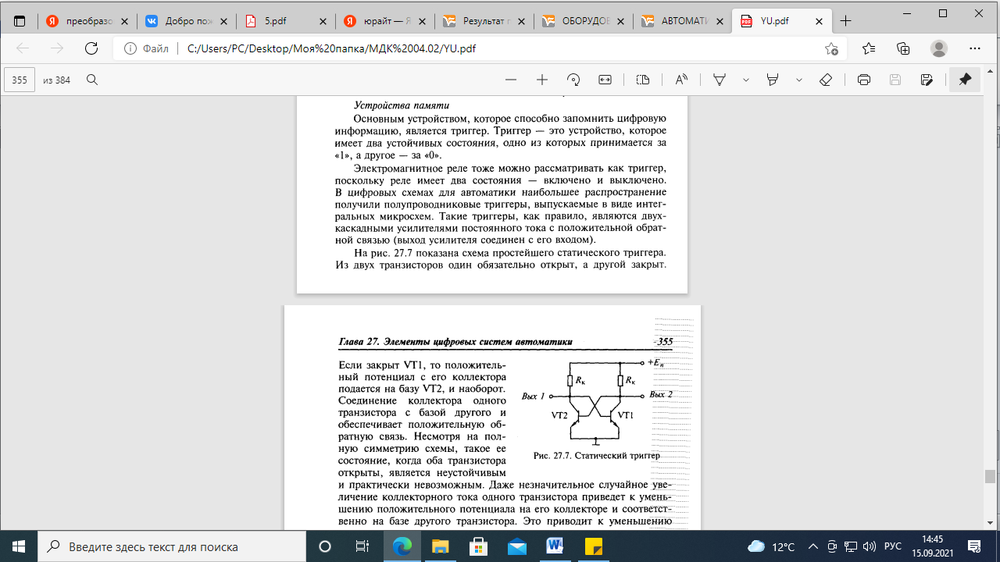 преобразо
Добро пож
5.pdf
юрайт — Я
Результат п
ОБОРУДОВ
АВТОМАТИ
YU.pdf
Файл
C:/Users/PC/Desktop/Моя%20папка/МДК%2004.02/YU.pdf
355 из 384
Устройства памяти
Основным устройством, которое способно запомнить цифровую
информацию, является триггер. Триггер — это устройство, которое
имеет два устойчивых состояния, одно из которых принимается за
«1», а другое — за «0».
Электромагнитное реле тоже можно рассматривать как триггер,
поскольку реле имеет два состояния — включено и выключено.
В цифровых схемах для автоматики наибольшее распространение
получили полупроводниковые триггеры, выпускаемые в виде интег-
ральных микросхем. Такие триггеры, как правило, являются двух-
каскадными усилителями постоянного тока с положительной обрат-
ной связью (выход усилителя соединен с его входом).
На рис. 27.7 показана схема простейшего статического триггера.
Из двух транзисторов один обязательно открыт, а другой закрыт.
Глава 27. Элементы цифровых систем автоматики 355
Если закрыт VT1, то положитель-
ный потенциал с его коллектора
подается на базу VT2, и наоборот.
Соединение коллектора одного
транзистора с базой другого и
обеспечивает положительную об-
ратную связь. Несмотря на пол-
ную симметрию схемы, такое ее
состояние, когда оба транзистора
открыты, является неустойчивым
+Eп
Rк Rк
Вых 1 Вых 2
VT2 VT1
Рис. 27.7. Статический триггер
практически невозможным. Даже незначительное случайное уве-
личение коллекторного тока одного транзистора приведет к умень-
шению положительного потенциала на его коллекторе и соответст-
венно на базе другого транзистора. Это приводит к уменьшению
Введите здесь текст для поиска
12°C
РУС
14:45
15.09.2021